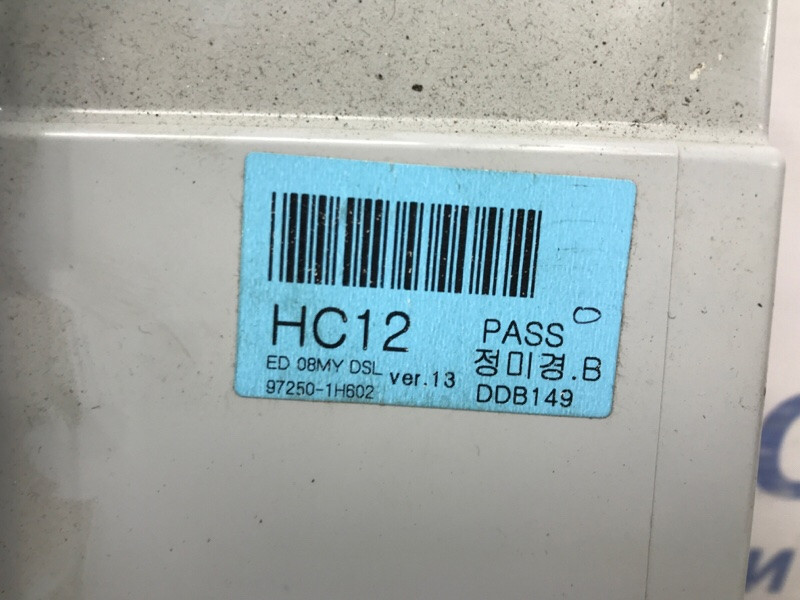 HC12
PASS
ED 08MY DSL
ver.13
정미경.B
97250-1H602
DDB149